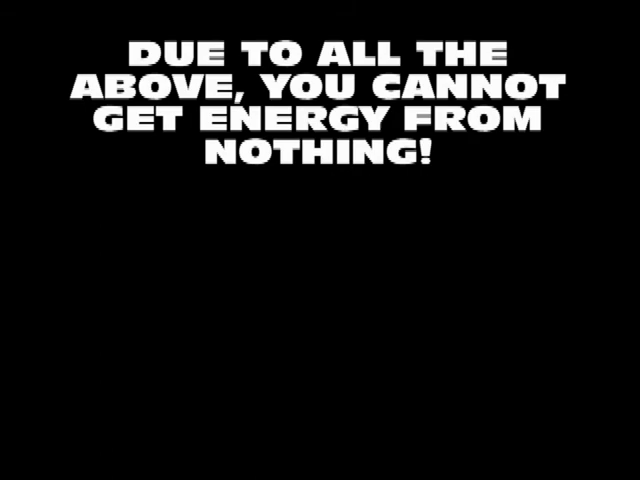 DUE TO ALL THE
ABOVE, YOU CANNOT
GET ENERGY FROM
NOTHING!